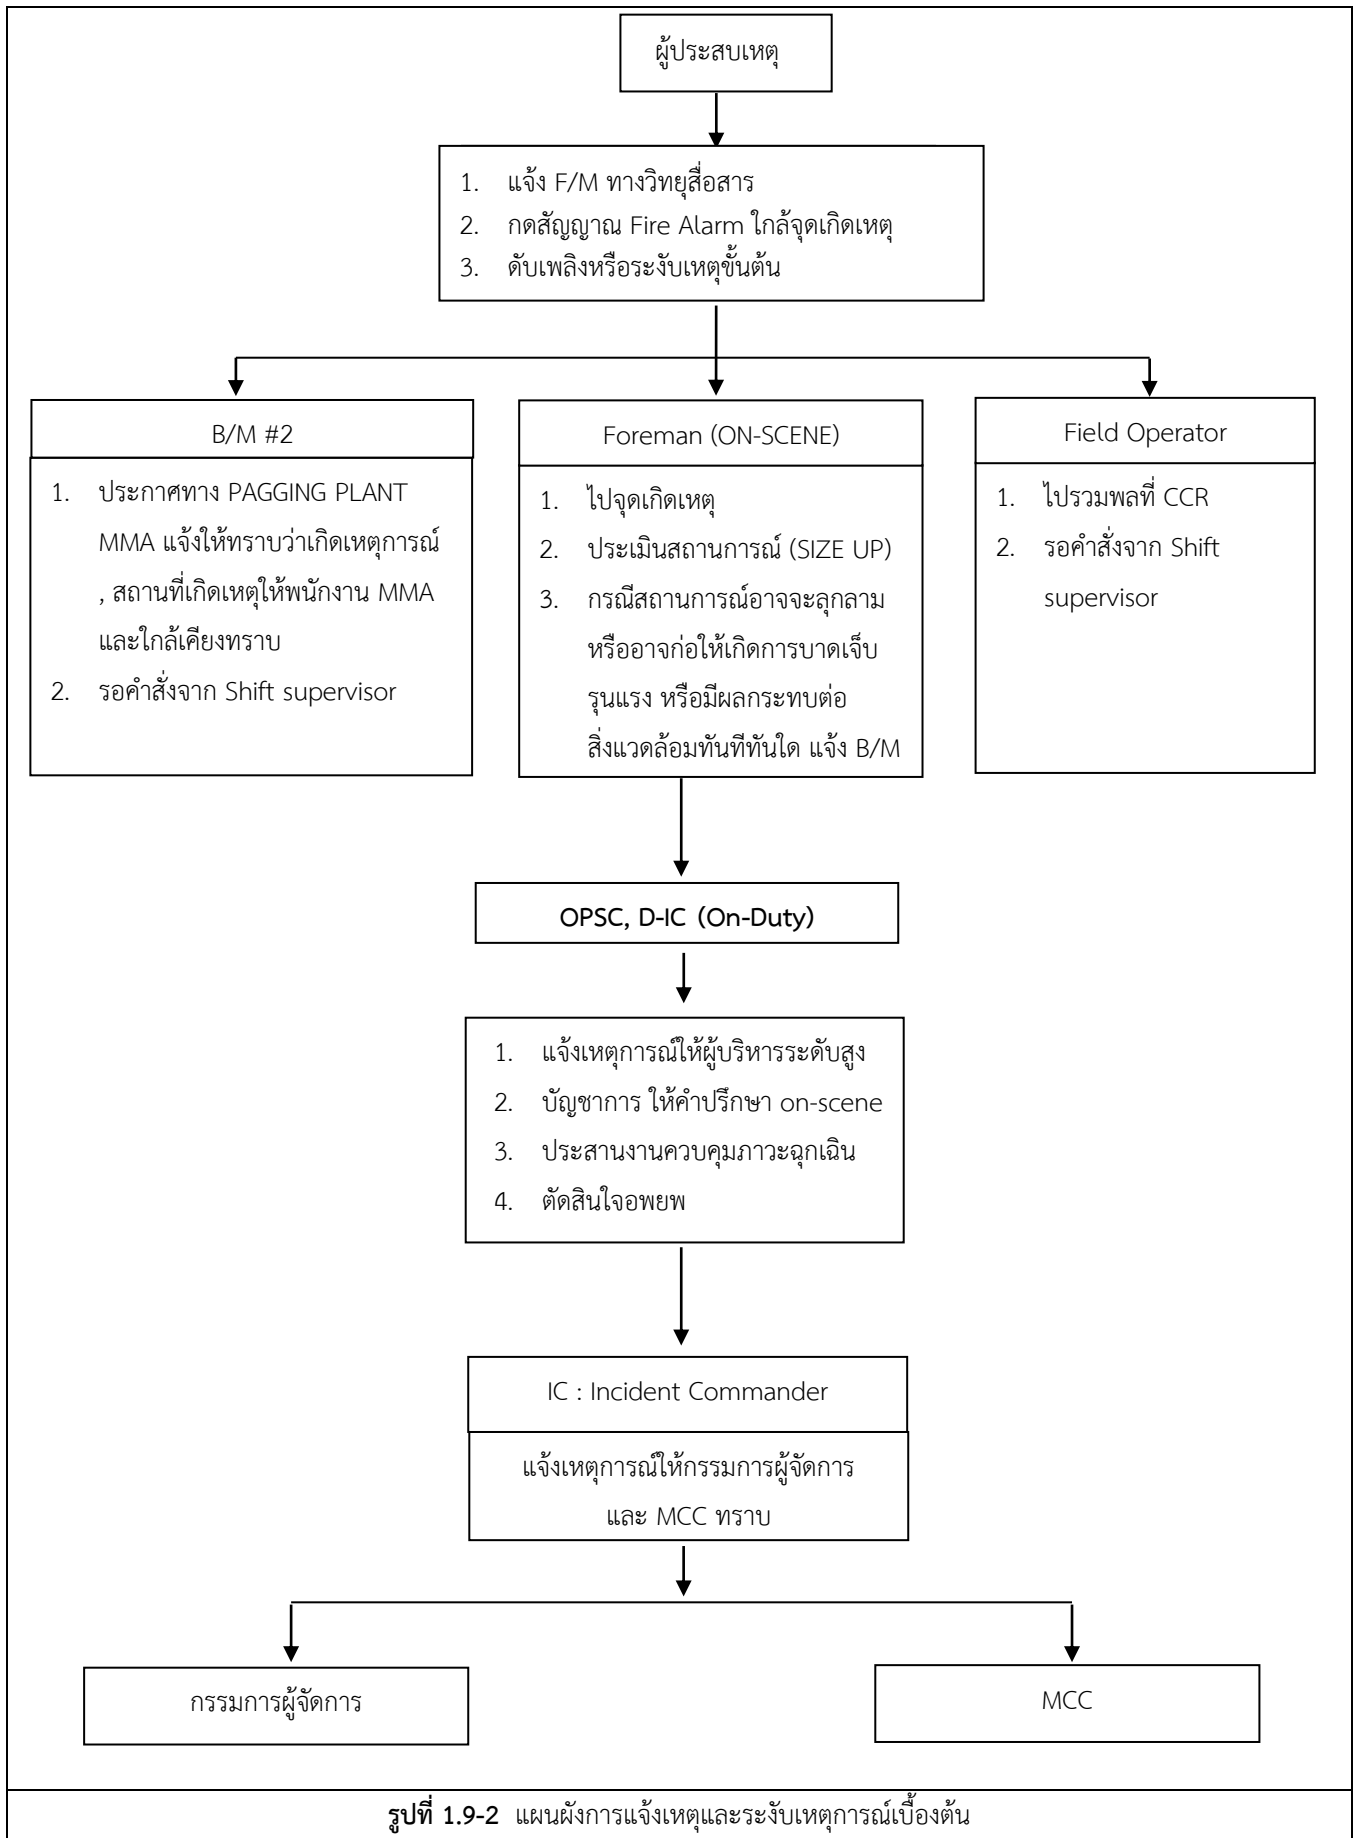 ผู้ประสบเหตุ
1. แจ้ง F/M ทางวิทยุสื่อสาร
2. กดสัญญาณ Fire Alarm ใกล้จุดเกิดเหตุ
3. ดับเพลิงหรือระงับเหตุขั้นต้น
B/M #2
1. ประกาศทาง PAGGING PLANT
MMA แจ้งให้ทราบว่าเกิดเหตุการณ์
, สถานที่เกิดเหตุให้พนักงาน MMA
และใกล้เคียงทราบ
2. รอคำสั่งจาก Shift supervisor
Foreman (ON-SCENE)
1. ไปจุดเกิดเหตุ
2. ประเมินสถานการณ์ (SIZE UP)
3. กรณีสถานการณ์อาจจะลุกลาม
หรืออาจก่อให้เกิดการบาดเจ็บ
รุนแรง หรือมีผลกระทบต่อ
สิ่งแวดล้อมทันทีทันใด แจ้ง B/M
Field Operator
1. ไปรวมพลที่ CCR
2. รอคำสั่งจาก Shift
supervisor
OPSC, D-IC (On-Duty)
1. แจ้งเหตุการณ์ให้ผู้บริหารระดับสูง
2. บัญชาการ ให้คำปรึกษา on-scene
3. ประสานงานควบคุมภาวะฉุกเฉิน
4. ตัดสินใจอพยพ
IC : Incident Commander
แจ้งเหตุการณ์ให้กรรมการผู้จัดการ
และ MCC ทราบ
กรรมการผู้จัดการ
MCC
รูปที่ 1.9-2 แผนผังการแจ้งเหตุและระงับเหตุการณ์เบื้องต้น